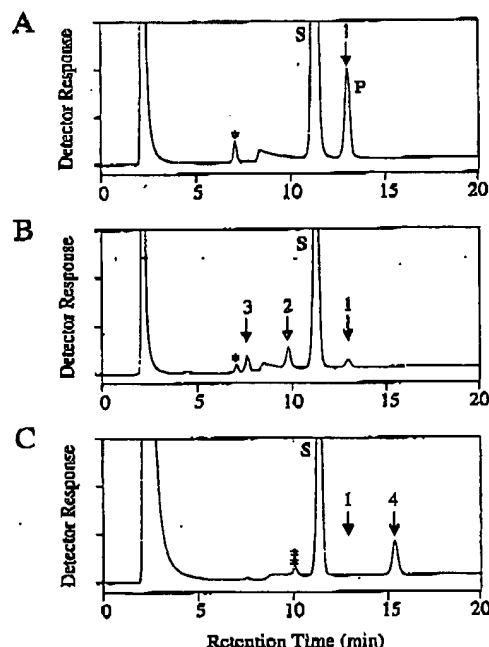 A
Detector Response
S
1
P
*
0 5 10 15 20
B
Detector Response
S
3 2 1
*
0 5 10 15 20
C
Detector Response
S
1 4
0 5 10 15 20
Retention Time (min)